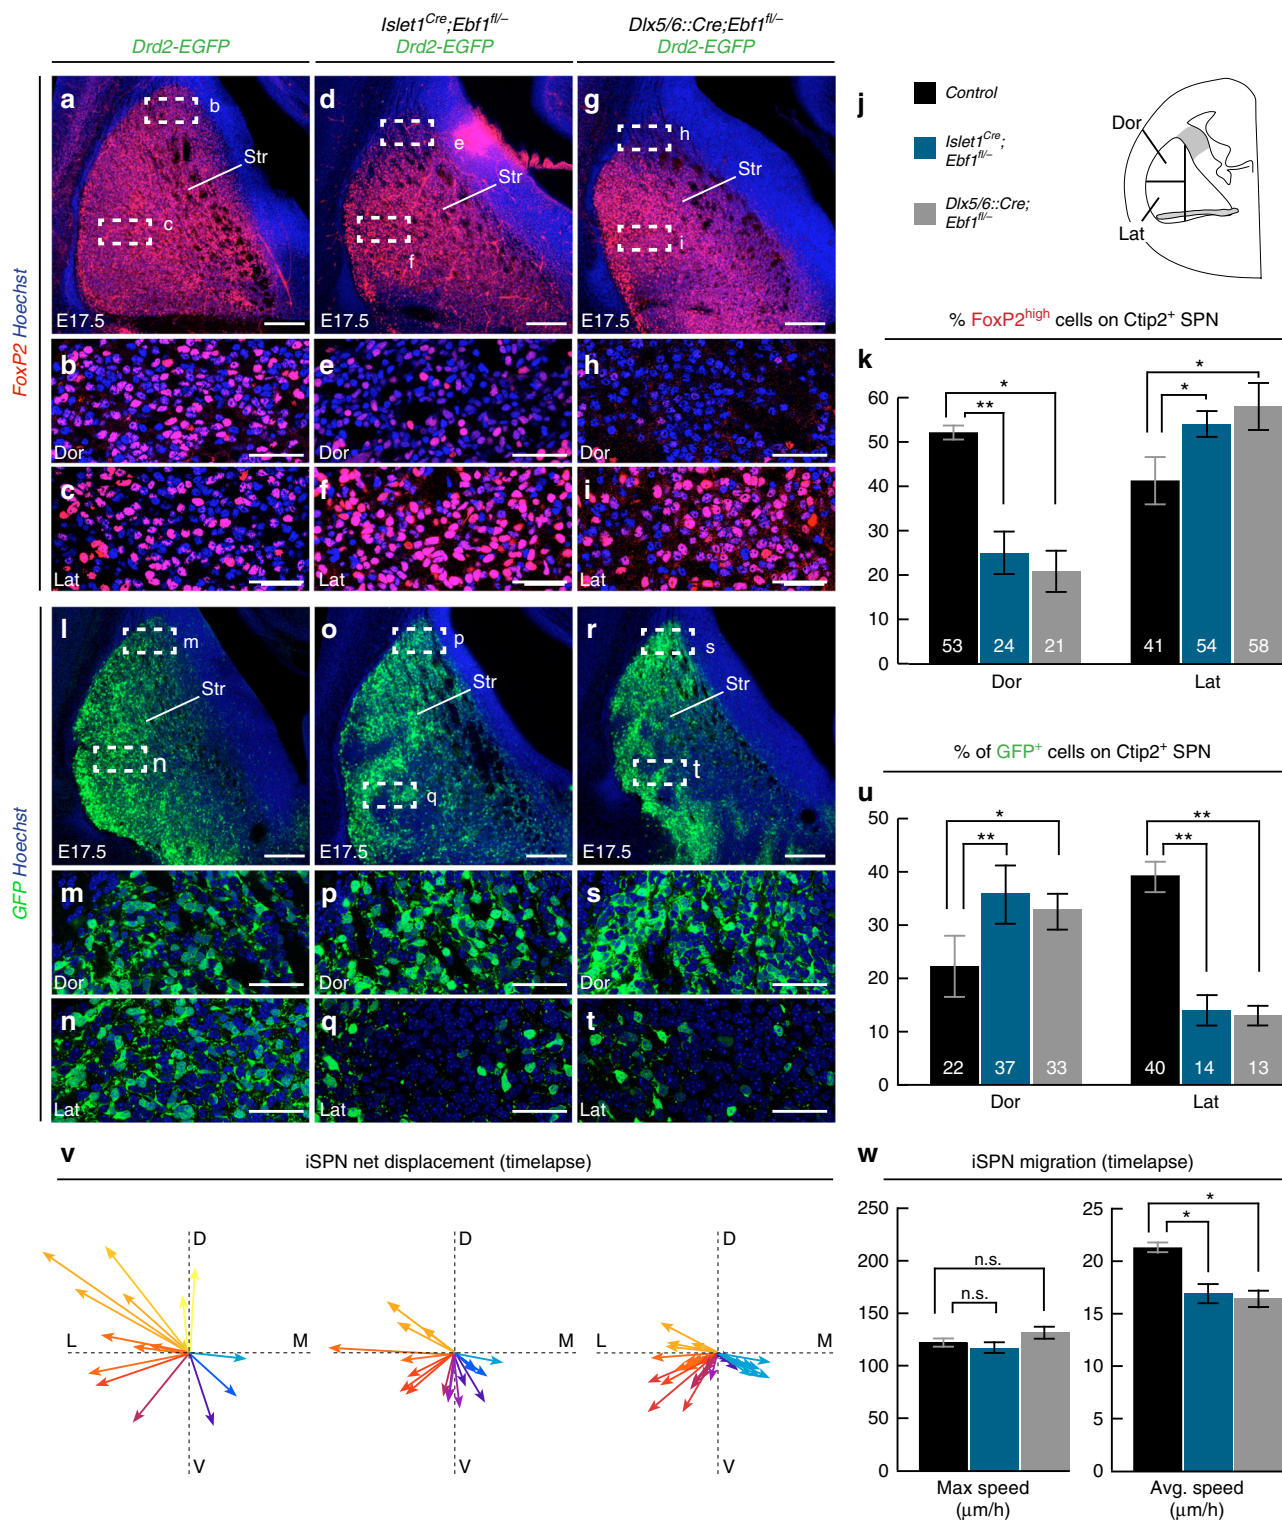 Drd2-EGFP
Islet1Cre;Ebf1fl/–
Drd2-EGFP
Dlx5/6::Cre;Ebf1fl/–
Drd2-EGFP
FoxP2 Hoechst
a
b
c
Str
E17.5
d
e
f
Str
E17.5
g
h
i
Str
E17.5
b
Dor
e
Dor
h
Dor
c
Lat
f
Lat
i
Lat
j
Control
Islet1Cre;
Ebf1fl/–
Dlx5/6::Cre;
Ebf1fl/–
Dor
Lat
% FoxP2high cells on Ctip2+ SPN
k
60
50
40
30
20
10
0
**
*
*
*
53
24
21
41
54
58
Dor
Lat
GFP Hoechst
l
m
n
Str
E17.5
o
p
q
Str
E17.5
r
s
t
Str
E17.5
m
Dor
p
Dor
s
Dor
n
Lat
q
Lat
t
Lat
% of GFP+ cells on Ctip2+ SPN
u
50
40
30
20
10
0
*
**
**
**
22
37
33
40
14
13
Dor
Lat
v
iSPN net displacement (timelapse)
D
L
M
V
D
V
D
L
M
V
w
iSPN migration (timelapse)
250
200
150
100
50
0
n.s.
n.s.
Max speed
(μm/h)
25
20
15
10
5
0
*
*
Avg. speed
(μm/h)